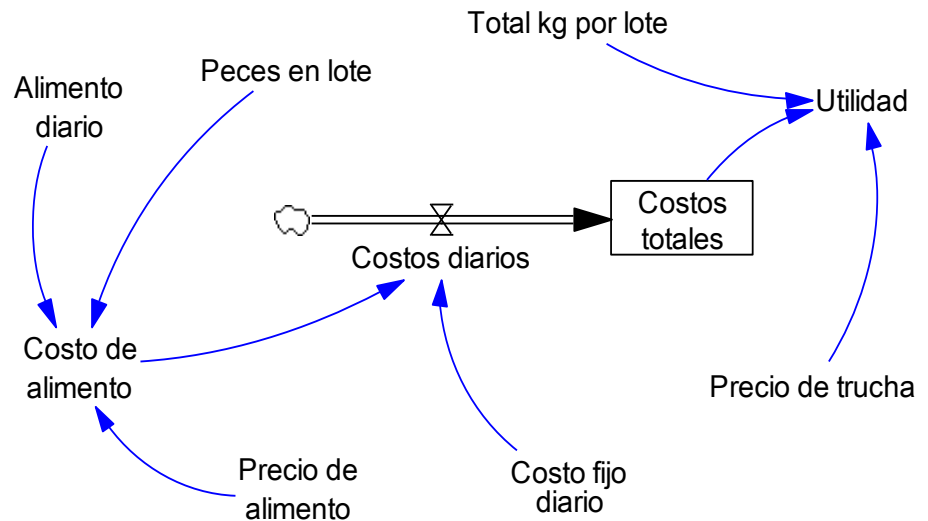 Total kg por lote
Peces en lote
Alimento
diario
Utilidad
Costos
totales
Costos diarios
Costo de
alimento
Precio de trucha
Precio de
alimento
Costo fijo
diario